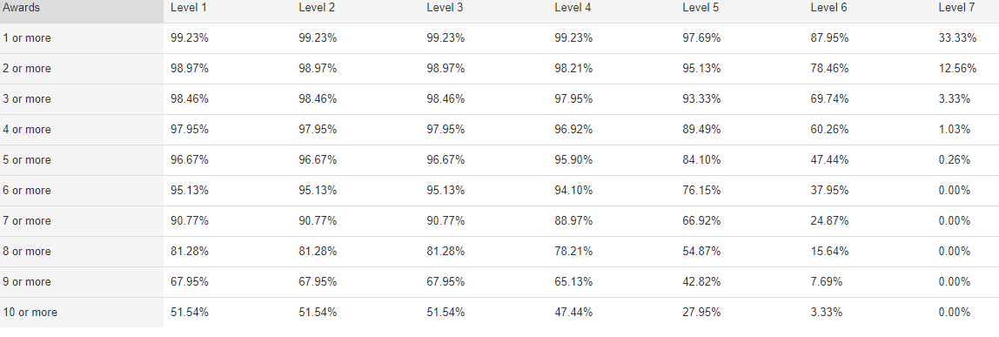 Awards Level 1 Level 2 Level 3 Level 4 Level 5 Level 6 Level 7
1 or more 99.23% 99.23% 99.23% 99.23% 97.69% 87.95% 33.33%
2 or more 98.97% 98.97% 98.97% 98.21% 95.13% 78.46% 12.56%
3 or more 98.46% 98.46% 98.46% 97.95% 93.33% 69.74% 3.33%
4 or more 97.95% 97.95% 97.95% 96.92% 89.49% 60.26% 1.03%
5 or more 96.67% 96.67% 96.67% 95.90% 84.10% 47.44% 0.26%
6 or more 95.13% 95.13% 95.13% 94.10% 76.15% 37.95% 0.00%
7 or more 90.77% 90.77% 90.77% 88.97% 66.92% 24.87% 0.00%
8 or more 81.28% 81.28% 81.28% 78.21% 54.87% 15.64% 0.00%
9 or more 67.95% 67.95% 67.95% 65.13% 42.82% 7.69% 0.00%
10 or more 51.54% 51.54% 51.54% 47.44% 27.95% 3.33% 0.00%